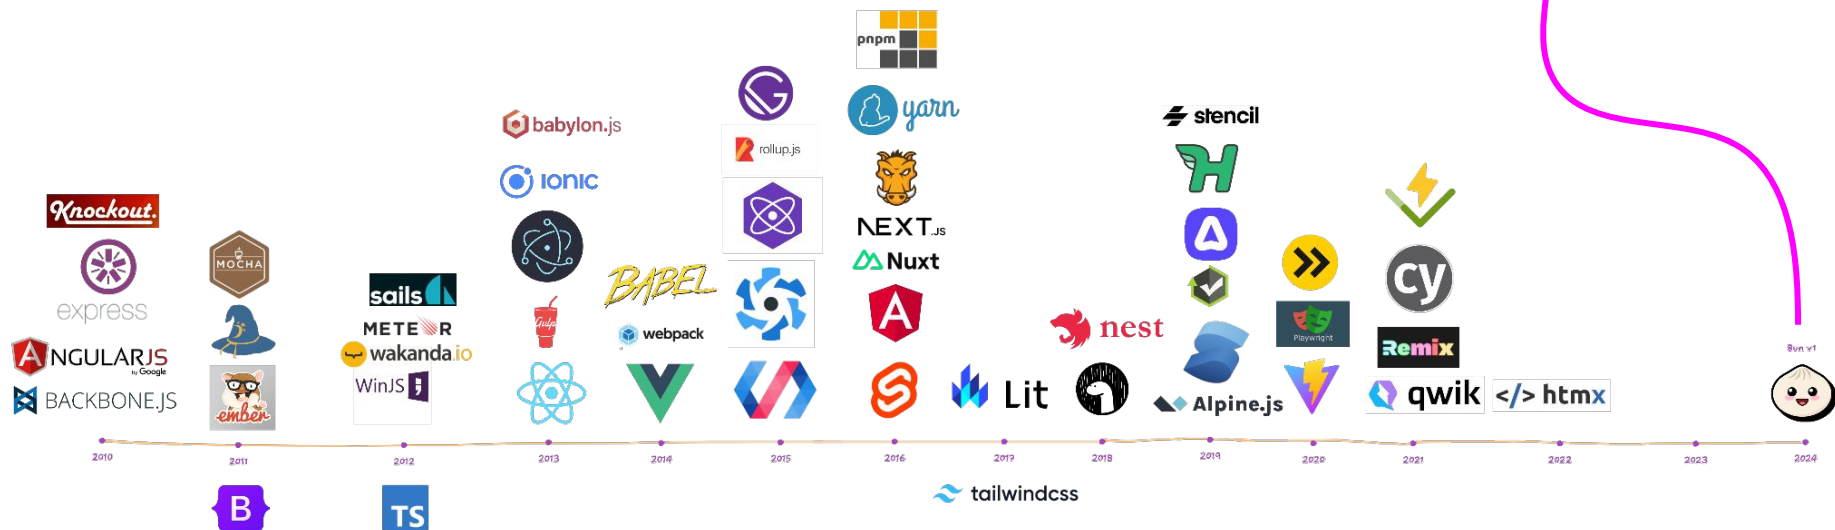 Knockout.
express
ANGULARJS
by Google
BACKBONE.JS
2010
MOCHA
ember
2011
B
sails
METEOR
wakanda.io
WinJS
2012
TS
babylon.js
IONIC
Gulp
2013
BABEL
webpack
2014
rollup.js
2015
pnpm
yarn
NEXT.JS
Nuxt
A
2016
Lit
2017
tailwindcss
nest
2018
stencil
Alpine.js
2019
Playwright
2020
cy
Remix
qwik
2021
</> htmx
2022
2023
Bun v1
2024